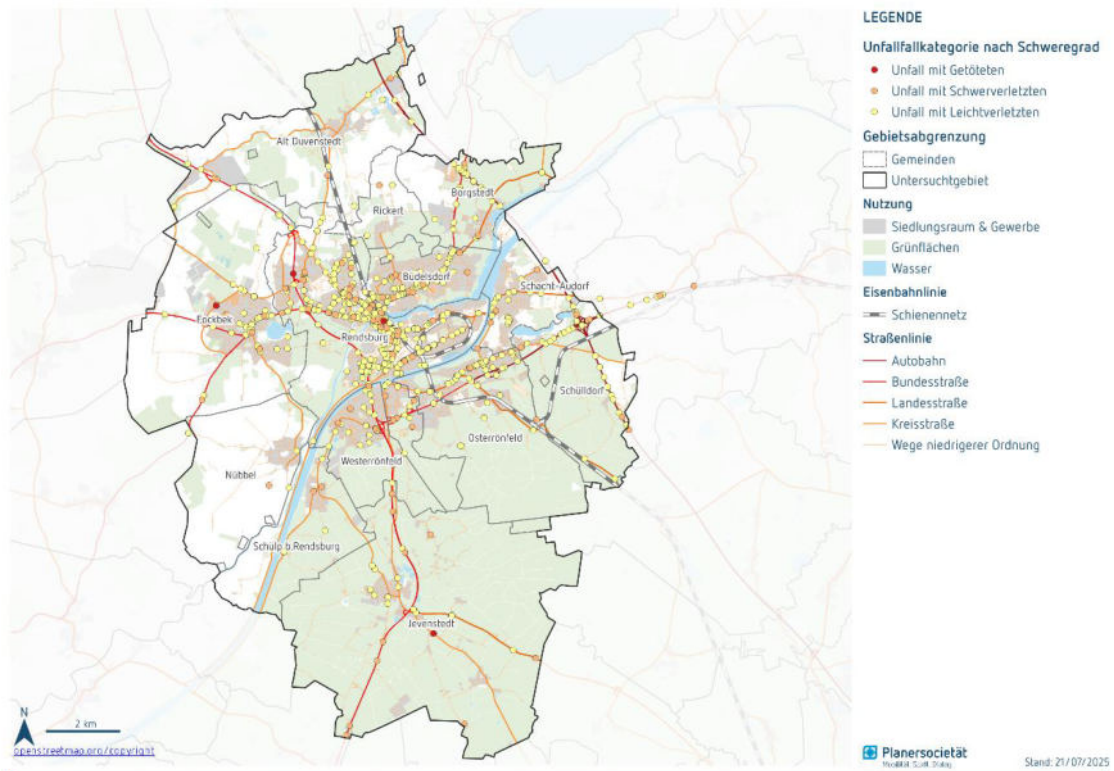 LEGENDE
Unfallfallkategorie nach Schweregrad
Unfall mit Getöteten
Unfall mit Schwerverletzten
Unfall mit Leichtverletzten
Gebietsabgrenzung
Gemeinden
Untersuchtgebiet
Nutzung
Siedlungsraum & Gewerbe
Grünflächen
Wasser
Eisenbahnlinie
Schienennetz
Straßenlinie
Autobahn
Bundesstraße
Landesstraße
Kreisstraße
Wege niedrigerer Ordnung
Alt Duvenstedt
Borgstedt
Rickert
Büdelsdorf
Schacht-Audorf
Fockbek
Rendsburg
Schülldorf
Osterrönfeld
Westerrönfeld
Nübbel
Schülp b.Rendsburg
Jevenstedt
N
2 km
openstreetmap.org/copyright
Planersocietät
Mobilität. Stadt. Dialog.
Stand: 21/07/2025